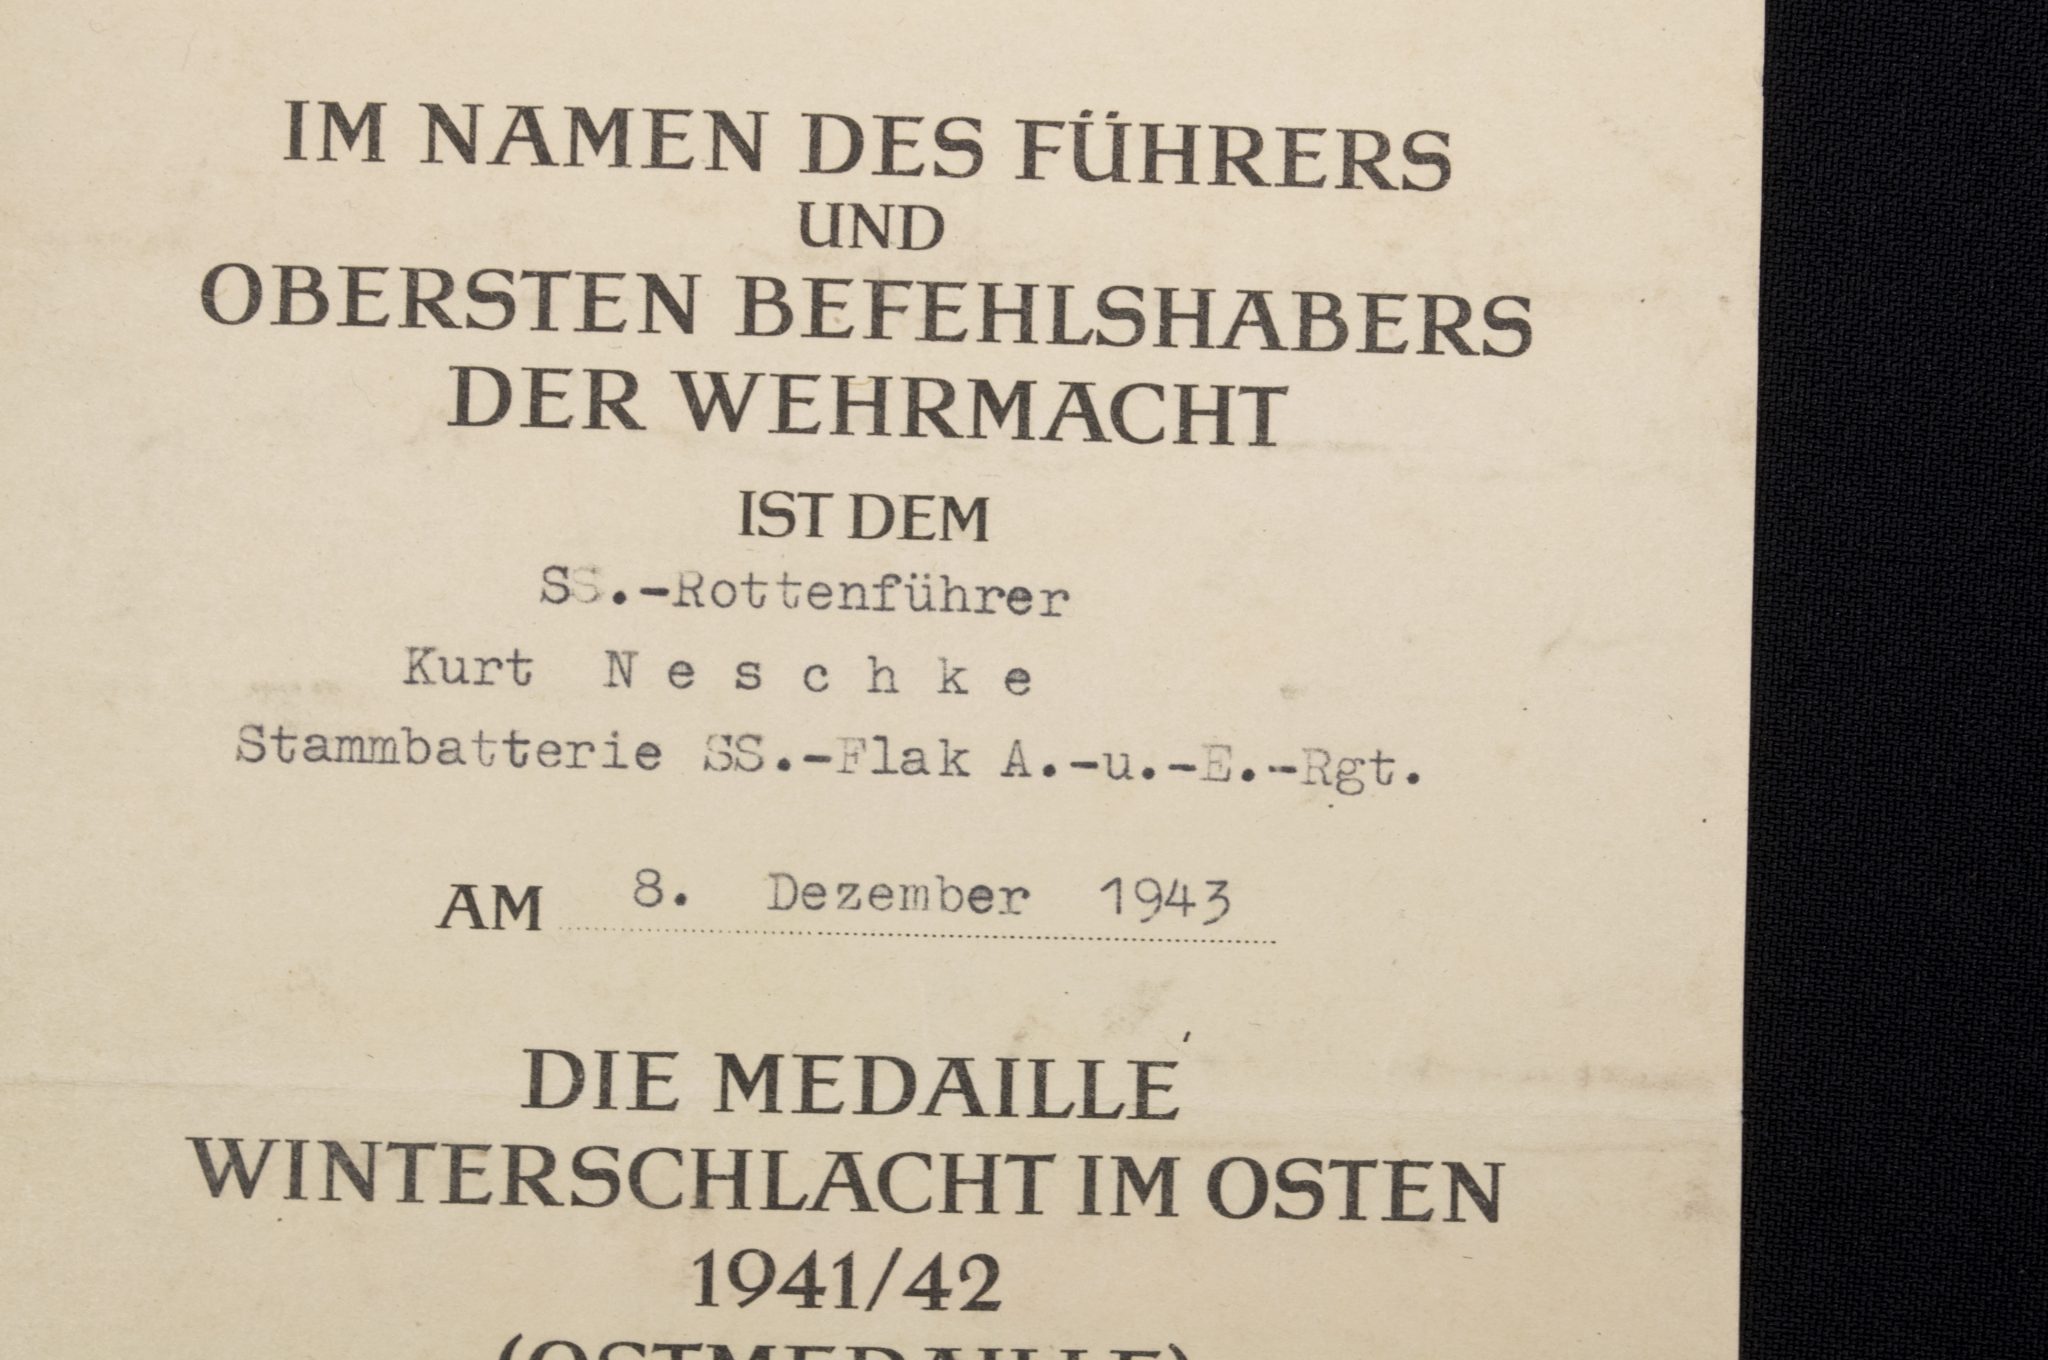 IM NAMEN DES FÜHRERS
UND
OBERSTEN BEFEHLSHABERS
DER WEHRMACHT
IST DEM
SS.-Rottenführer
Kurt N e s c h k e
Stammbatterie SS.-Flak A.-u.-E.-Rgt.
AM 8. Dezember 1943
DIE MEDAILLE
WINTERSCHLACHT IM OSTEN
1941/42
(OSTMEDAILLE)